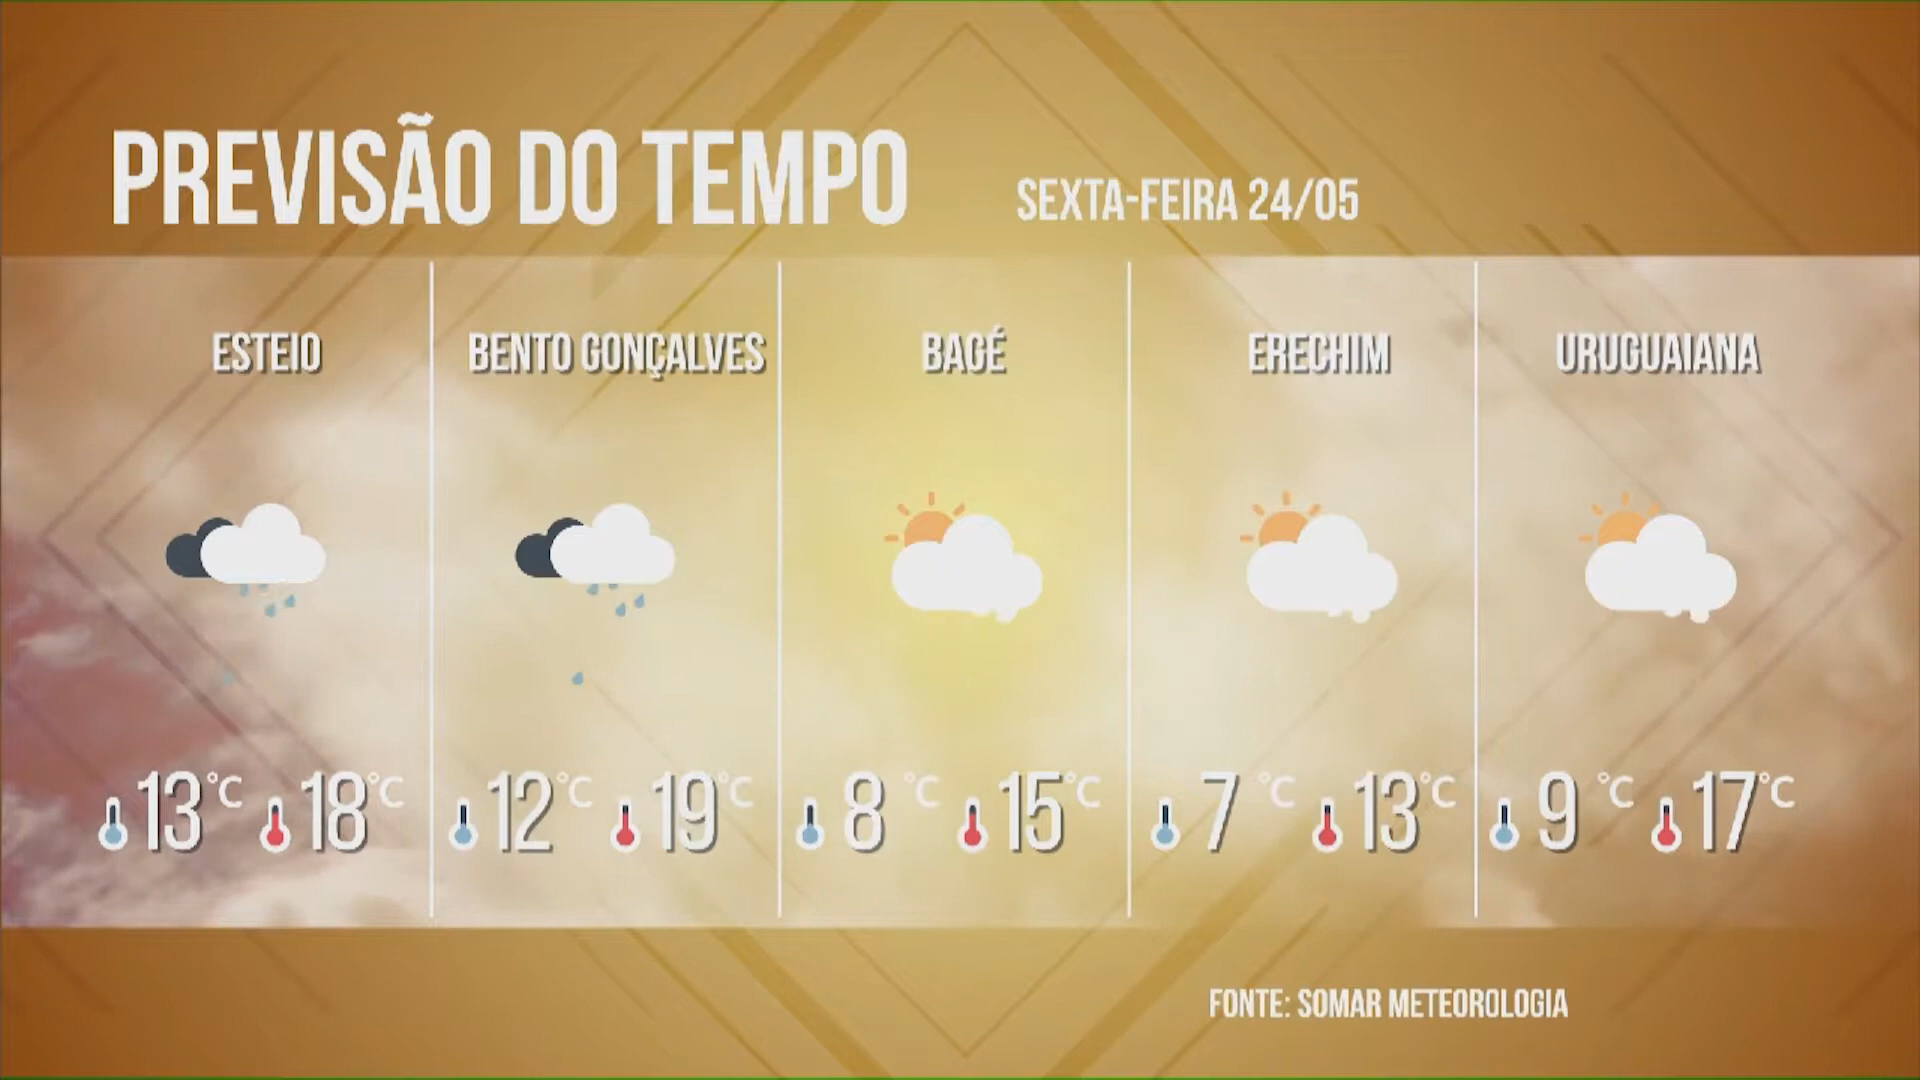 PREVISÃO DO TEMPO
SEXTA-FEIRA 24/05
ESTEIO
BENTO GONÇALVES
BAGÉ
ERECHIM
URUGUAIANA
13°C 18°C
12°C 19°C
8 °C 15°C
7 °C 13°C
9 °C 17°C
FONTE: SOMAR METEOROLOGIA